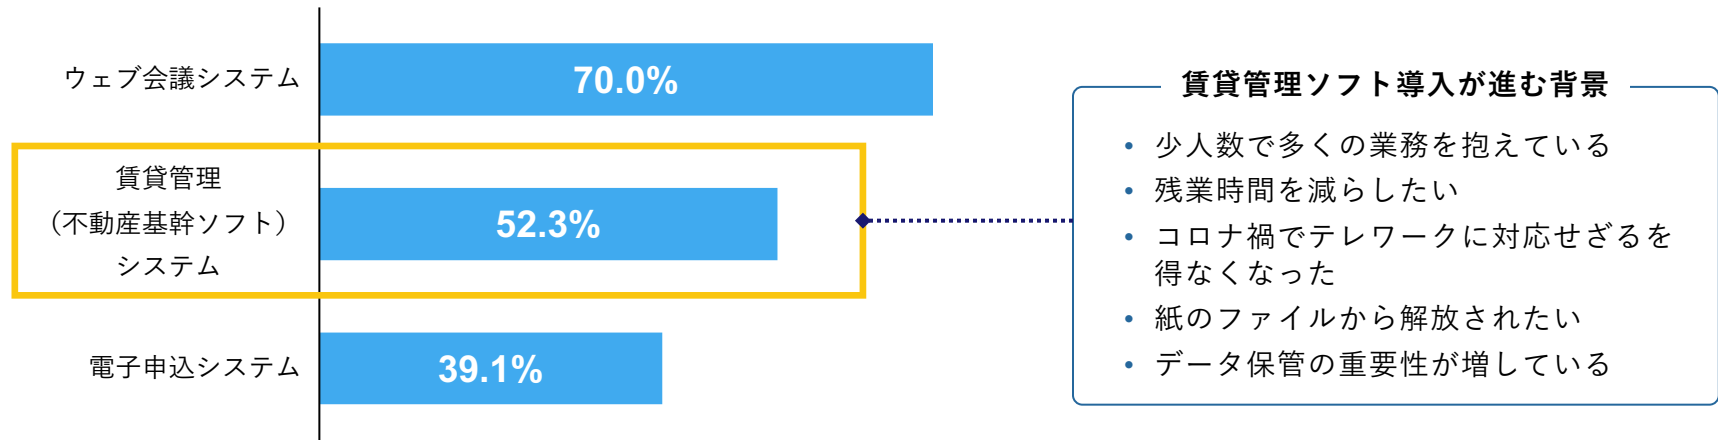 ウェブ会議システム
70.0%
賃貸管理
（不動産基幹ソフト）
システム
52.3%
電子申込システム
39.1%
賃貸管理ソフト導入が進む背景
• 少人数で多くの業務を抱えている
• 残業時間を減らしたい
• コロナ禍でテレワークに対応せざるを
得なくなった
• 紙のファイルから解放されたい
• データ保管の重要性が増している